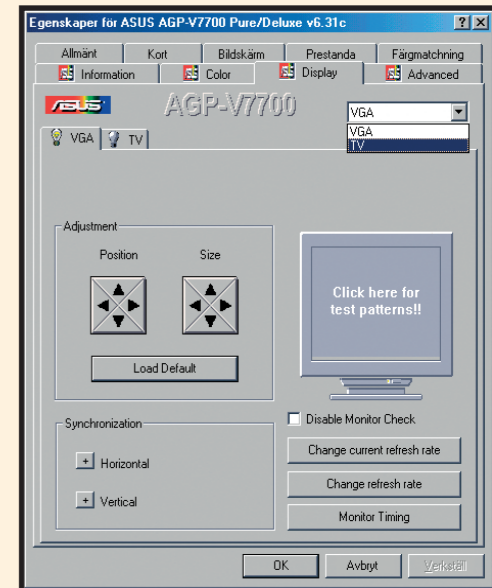 Egenskaper för ASUS AGP-V7700 Pure/Deluxe v6.31c
Allmänt Kort Bildskärm Prestanda Färgmatchning
Information Color Display Advanced
ASUS AGP-V7700
VGA
VGA
TV
VGA TV
Adjustment
Position Size
Load Default
Click here for
test patterns!!
Synchronization
+ Horizontal
+ Vertical
Disable Monitor Check
Change current refresh rate
Change refresh rate
Monitor Timing
OK Avbryt Verkställ